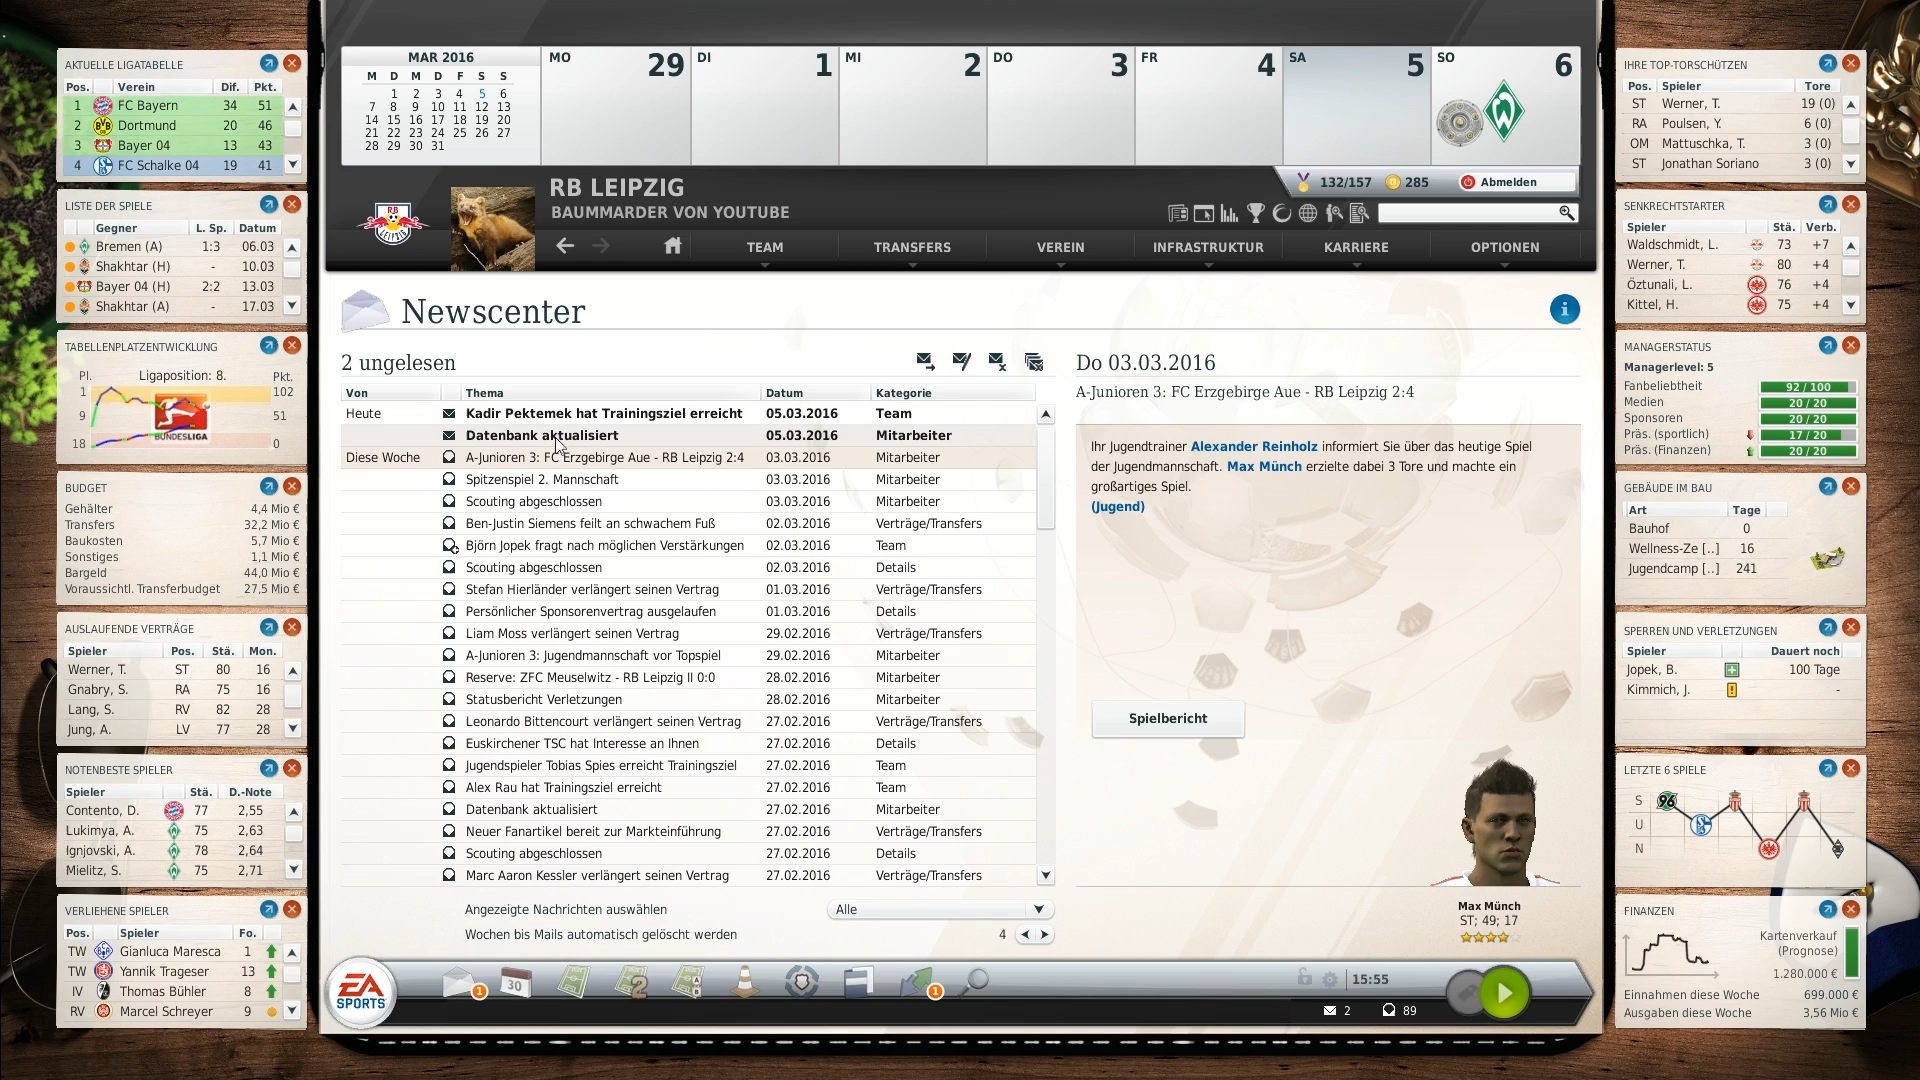 AKTUELLE LIGATABELLE
Pos. Verein Dif. Pkt.
1 FC Bayern 34 51
2 Dortmund 20 46
3 Bayer 04 13 43
4 FC Schalke 04 19 41
LISTE DER SPIELE
Gegner L. Sp. Datum
Bremen (A) 1:3 06.03
Shakhtar (H) - 10.03
Bayer 04 (H) 2:2 13.03
Shakhtar (A) - 17.03
TABELLENPLATZENTWICKLUNG
Pl. Ligaposition: 8. Pkt.
1 102
9 51
18 0
BUNDESLIGA
BUDGET
Gehälter 4,4 Mio €
Transfers 32,2 Mio €
Baukosten 5,7 Mio €
Sonstiges 1,1 Mio €
Bargeld 44,0 Mio €
Voraussichtl. Transferbudget 27,5 Mio €
AUSLAUFENDE VERTRÄGE
Spieler Pos. Stä. Mon.
Werner, T. ST 80 16
Gnabry, S. RA 75 16
Lang, S. RV 82 28
Jung, A. LV 77 28
NOTENBESTE SPIELER
Spieler Stä. D.-Note
Contento, D. 77 2,55
Lukimya, A. 75 2,63
Ignjovski, A. 78 2,64
Mielitz, S. 75 2,71
VERLIEHENE SPIELER
Pos. Spieler Fo.
TW Gianluca Maresca 1
TW Yannik Trageser 13
IV Thomas Bühler 8
RV Marcel Schreyer 9
MAR 2016
M D M D F S S
1 2 3 4 5 6
7 8 9 10 11 12 13
14 15 16 17 18 19 20
21 22 23 24 25 26 27
28 29 30 31
MO 29
DI 1
MI 2
DO 3
FR 4
SA 5
SO 6
132/157 285 Abmelden
RB LEIPZIG
BAUMMARDER VON YOUTUBE
RB
LEIPZIG
TEAM TRANSFERS VEREIN INFRASTRUKTUR KARRIERE OPTIONEN
Newscenter
2 ungelesen
Von Thema Datum Kategorie
Heute Kadir Pektemek hat Trainingsziel erreicht 05.03.2016 Team
Datenbank aktualisiert 05.03.2016 Mitarbeiter
Diese Woche A-Junioren 3: FC Erzgebirge Aue - RB Leipzig 2:4 03.03.2016 Mitarbeiter
Spitzenspiel 2. Mannschaft 03.03.2016 Mitarbeiter
Scouting abgeschlossen 03.03.2016 Mitarbeiter
Ben-Justin Siemens feilt an schwachem Fuß 02.03.2016 Verträge/Transfers
Björn Jopek fragt nach möglichen Verstärkungen 02.03.2016 Team
Scouting abgeschlossen 02.03.2016 Details
Stefan Hierländer verlängert seinen Vertrag 01.03.2016 Verträge/Transfers
Persönlicher Sponsorenvertrag ausgelaufen 01.03.2016 Details
Liam Moss verlängert seinen Vertrag 29.02.2016 Verträge/Transfers
A-Junioren 3: Jugendmannschaft vor Topspiel 29.02.2016 Mitarbeiter
Reserve: ZFC Meuselwitz - RB Leipzig II 0:0 28.02.2016 Mitarbeiter
Statusbericht Verletzungen 28.02.2016 Mitarbeiter
Leonardo Bittencourt verlängert seinen Vertrag 27.02.2016 Verträge/Transfers
Euskirchener TSC hat Interesse an Ihnen 27.02.2016 Details
Jugendspieler Tobias Spies erreicht Trainingsziel 27.02.2016 Team
Alex Rau hat Trainingsziel erreicht 27.02.2016 Team
Datenbank aktualisiert 27.02.2016 Mitarbeiter
Neuer Fanartikel bereit zur Markteinführung 27.02.2016 Verträge/Transfers
Scouting abgeschlossen 27.02.2016 Details
Marc Aaron Kessler verlängert seinen Vertrag 27.02.2016 Verträge/Transfers
Angezeigte Nachrichten auswählen Alle
Wochen bis Mails automatisch gelöscht werden 4
Do 03.03.2016
A-Junioren 3: FC Erzgebirge Aue - RB Leipzig 2:4
Ihr Jugendtrainer Alexander Reinholz informiert Sie über das heutige Spiel
der Jugendmannschaft. Max Münch erzielte dabei 3 Tore und machte ein
großartiges Spiel.
(Jugend)
Spielbericht
Max Münch
ST; 49; 17
EA
SPORTS
1 30 2 1
15:55
2 89
IHRE TOP-TORSCHÜTZEN
Pos. Spieler Tore
ST Werner, T. 19 (0)
RA Poulsen, Y. 6 (0)
OM Mattuschka, T. 3 (0)
ST Jonathan Soriano 3 (0)
SENKRECHTSTARTER
Spieler Stä. Verb.
Waldschmidt, L. 73 +7
Werner, T. 80 +4
Öztunali, L. 76 +4
Kittel, H. 75 +4
MANAGERSTATUS
Managerlevel: 5
Fanbeliebtheit 92 / 100
Medien 20 / 20
Sponsoren 20 / 20
Präs. (sportlich) 17 / 20
Präs. (Finanzen) 20 / 20
GEBÄUDE IM BAU
Art Tage
Bauhof 0
Wellness-Ze [..] 16
Jugendcamp [..] 241
SPERREN UND VERLETZUNGEN
Spieler Dauert noch
Jopek, B. 100 Tage
Kimmich, J. -
LETZTE 6 SPIELE
S
U
N
96
FINANZEN
Kartenverkauf
(Prognose)
1.280.000 €
Einnahmen diese Woche 699.000 €
Ausgaben diese Woche 3,56 Mio €